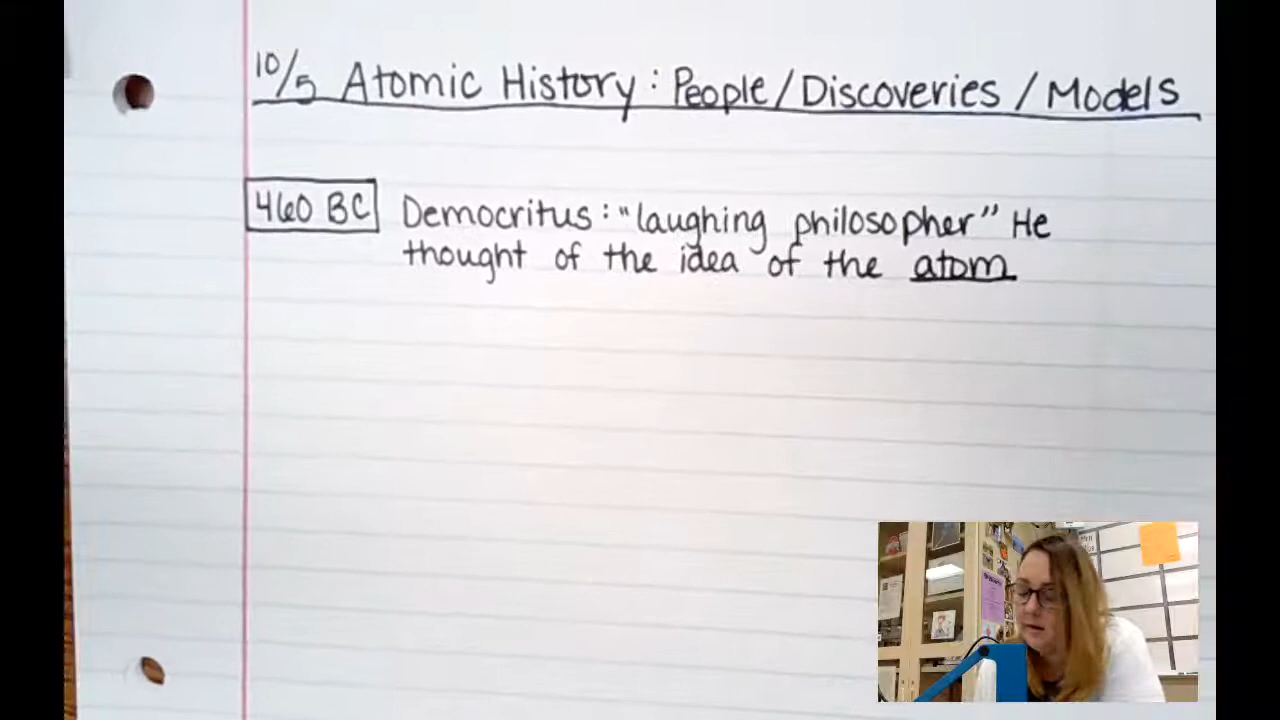 10/5 Atomic History: People/Discoveries/Models
460 BC Democritus: "laughing philosopher" He
thought of the idea of the atom